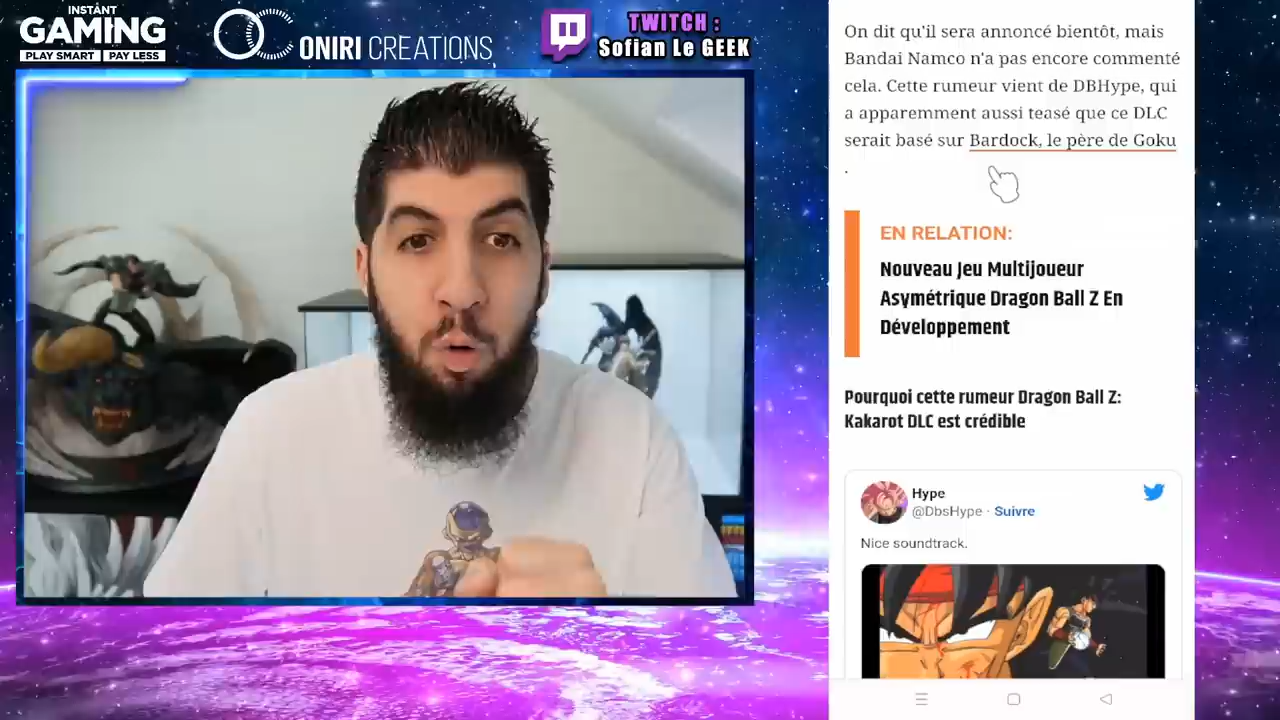 INSTANT
GAMING
PLAY SMART PAY LESS
ONIRI CREATIONS
TWITCH :
Sofian Le GEEK
On dit qu'il sera annoncé bientôt, mais
Bandai Namco n'a pas encore commenté
cela. Cette rumeur vient de DBHype, qui
a apparemment aussi teasé que ce DLC
serait basé sur Bardock, le père de Goku
.
EN RELATION:
Nouveau Jeu Multijoueur
Asymétrique Dragon Ball Z En
Développement
Pourquoi cette rumeur Dragon Ball Z:
Kakarot DLC est crédible
Hype
@DbsHype · Suivre
Nice soundtrack.